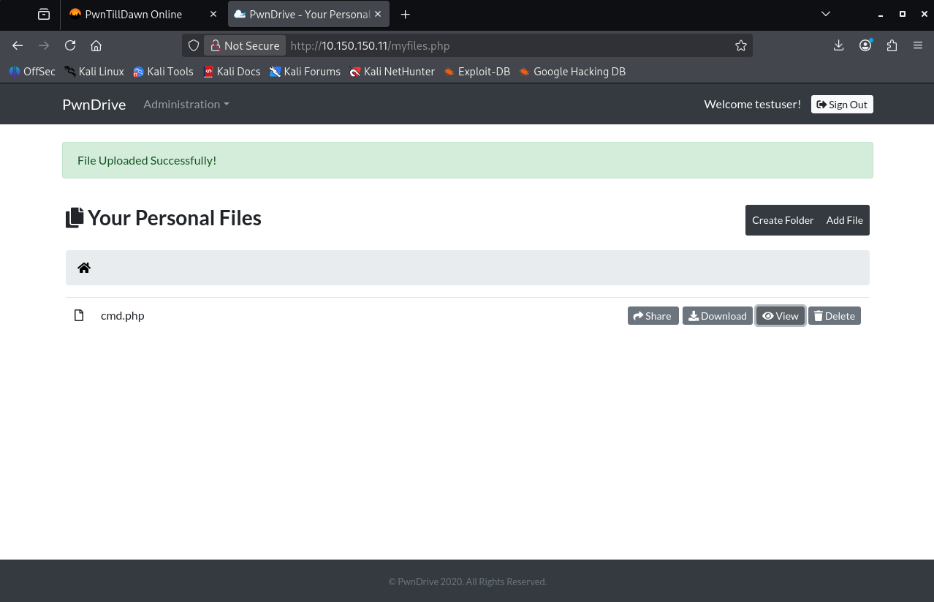 PwnTillDawn Online
PwnDrive - Your Personal
Not Secure http://10.150.150.11/myfiles.php
OffSec Kali Linux Kali Tools Kali Docs Kali Forums Kali NetHunter Exploit-DB Google Hacking DB
PwnDrive Administration Welcome testuser! Sign Out
File Uploaded Successfully!
Your Personal Files Create Folder Add File
cmd.php Share Download View Delete
© PwnDrive 2020. All Rights Reserved.